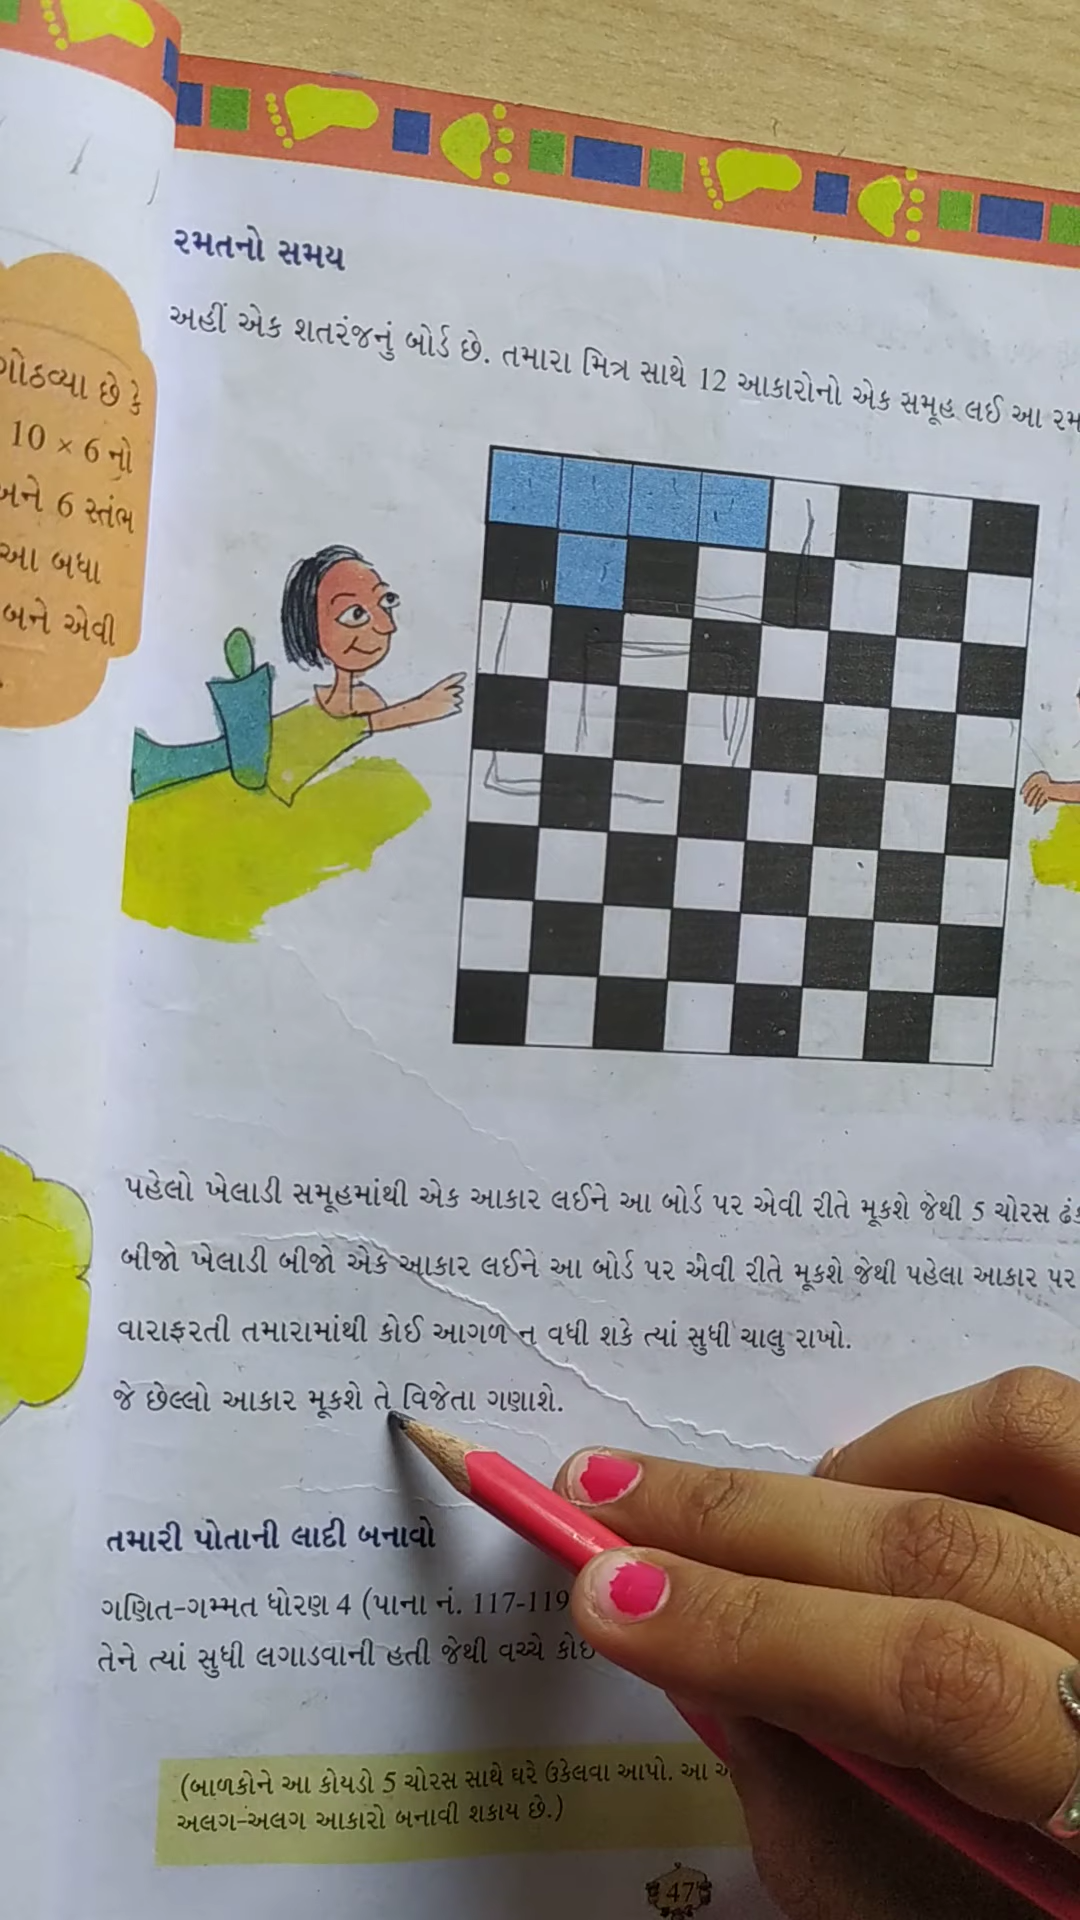 રમતનો સમય
અહીં એક શતરંજનું બોર્ડ છે. તમારા મિત્ર સાથે 12 આકારોનો એક સમૂહ લઈ આ
ગોઠવ્યા છે કે
10 × 6 નો
અને 6 સ્તંભ
આ બધા
બને એવી
પહેલો ખેલાડી સમૂહમાંથી એક આકાર લઈને આ બોર્ડ પર એવી રીતે મૂકશે જેથી 5 ચોરસ
બીજો ખેલાડી બીજો એક આકાર લઈને આ બોર્ડ પર એવી રીતે મૂકશે જેથી પહેલા આકાર પર
વારાફરતી તમારામાંથી કોઈ આગળ ન વધી શકે ત્યાં સુધી ચાલુ રાખો.
જે છેલ્લો આકાર મૂકશે તે વિજેતા ગણાશે.
તમારી પોતાની લાદી બનાવો
ગણિત-ગમ્મત ધોરણ 4 (પાના નં. 117-119
તેને ત્યાં સુધી લગાડવાની હતી જેથી વચ્ચે કોઈ
(બાળકોને આ કોયડો 5 ચોરસ સાથે ઘરે ઉકેલવા આપો. આ
અલગ-અલગ આકારો બનાવી શકાય છે.)
47